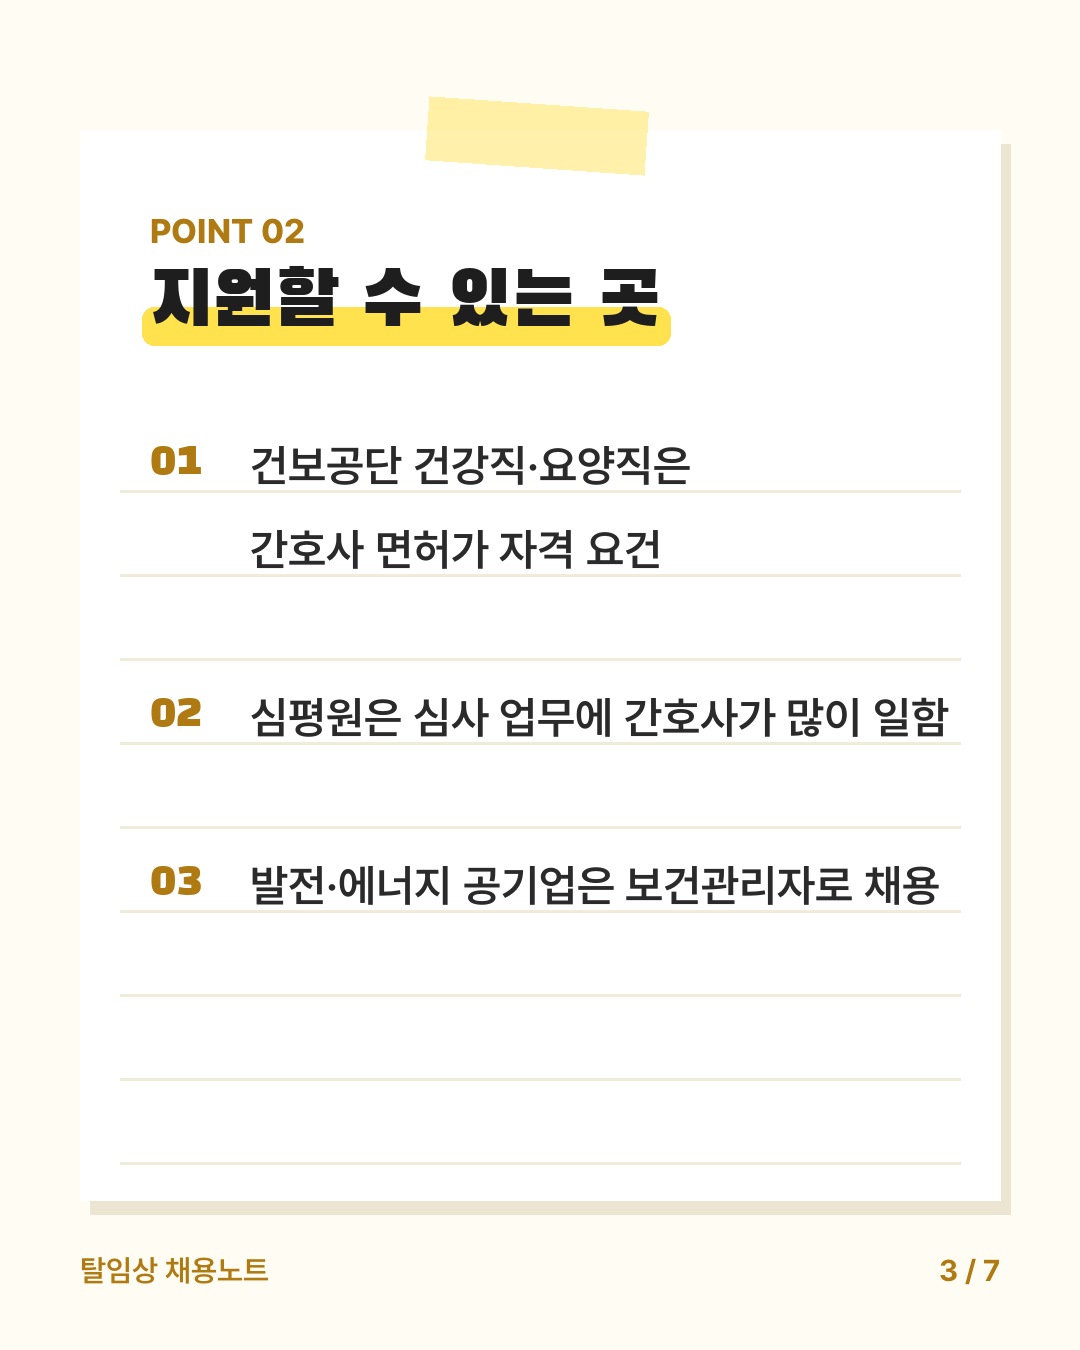 POINT 02
지원할 수 있는 곳
01 건보공단 건강직·요양직은
간호사 면허가 자격 요건
02 심평원은 심사 업무에 간호사가 많이 일함
03 발전·에너지 공기업은 보건관리자로 채용
탈임상 채용노트
3 / 7